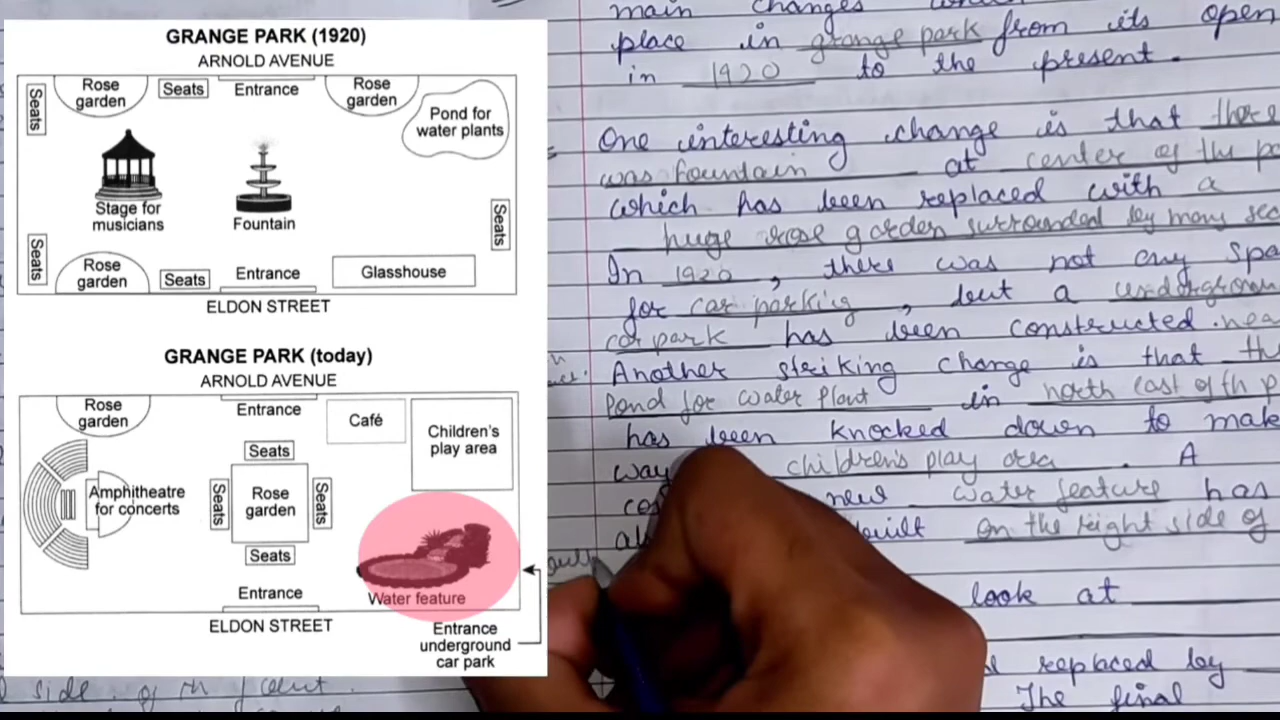 GRANGE PARK (1920)
ARNOLD AVENUE
Rose garden
Seats
Entrance
Rose garden
Seats
Pond for water plants
Stage for musicians
Fountain
Seats
Seats
Rose garden
Seats
Entrance
Glasshouse
ELDON STREET
GRANGE PARK (today)
ARNOLD AVENUE
Rose garden
Entrance
Café
Children's play area
Seats
Amphitheatre for concerts
Seats
Rose garden
Seats
Seats
Entrance
Water feature
ELDON STREET
Entrance underground car park
main changes
place in grange park from its open
in 1920 to the present.
One interesting change is that there
was fountain at center of the
which has been replaced with a
huge rose garden surrounded by many
In 1920, there was not any
for car parking, but a
car park has been constructed.
Another striking change is that
Pond for water Plant in north east of th
has been knocked down to
way children's play area. A
new water feature has
built on the right side of
look at
replaced by
The final
side of